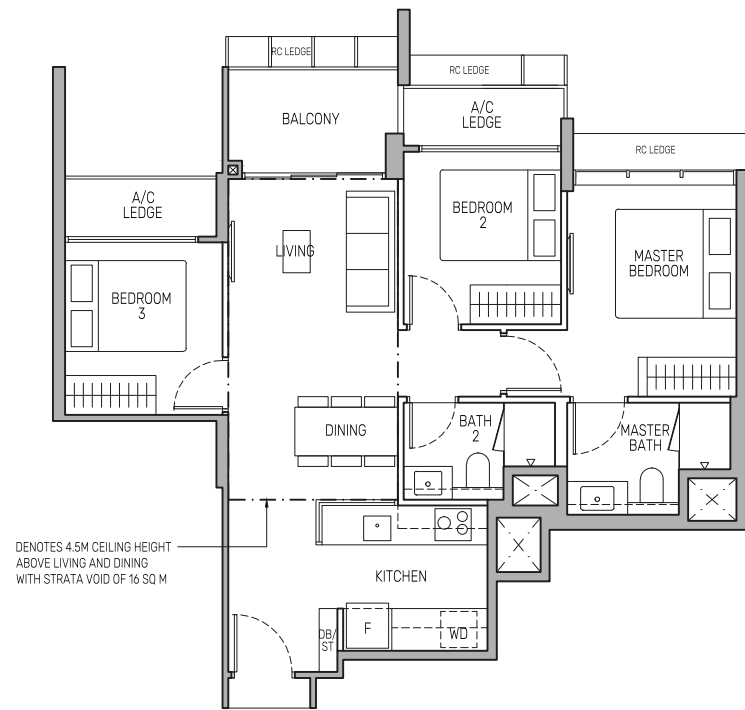 RC LEDGE
RC LEDGE
A/C
LEDGE
BALCONY
RC LEDGE
A/C
LEDGE
BEDROOM
2
LIVING
MASTER
BEDROOM
BEDROOM
3
DINING
BATH
2
MASTER
BATH
DENOTES 4.5M CEILING HEIGHT
ABOVE LIVING AND DINING
WITH STRATA VOID OF 16 SQ M
KITCHEN
DB/
ST
F
WD